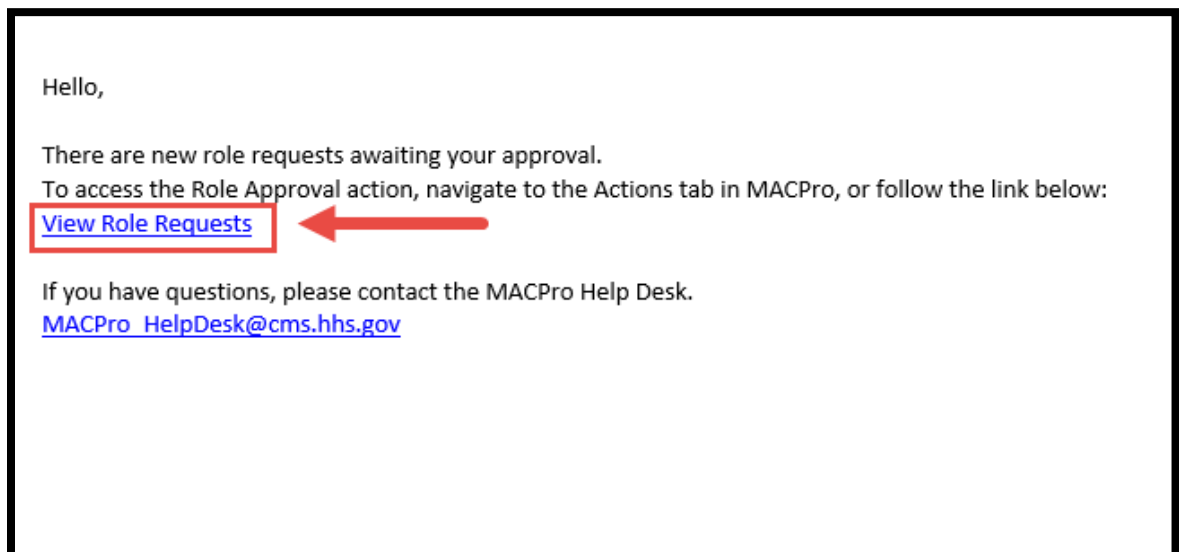 Hello,
There are new role requests awaiting your approval.
To access the Role Approval action, navigate to the Actions tab in MACPro, or follow the link below:
View Role Requests
If you have questions, please contact the MACPro Help Desk.
MACPro_HelpDesk@cms.hhs.gov